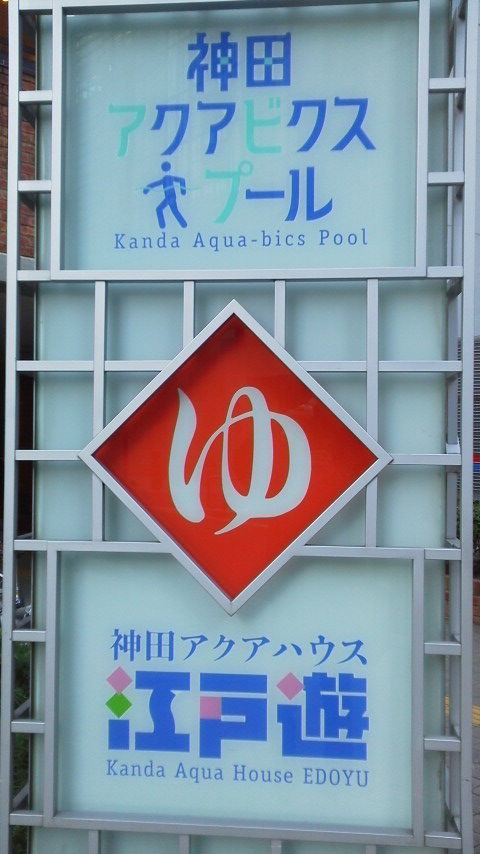 神田
アクアビクス
プール
Kanda Aqua-bics Pool
ゆ
神田アクアハウス
江戸遊
Kanda Aqua House EDOYU